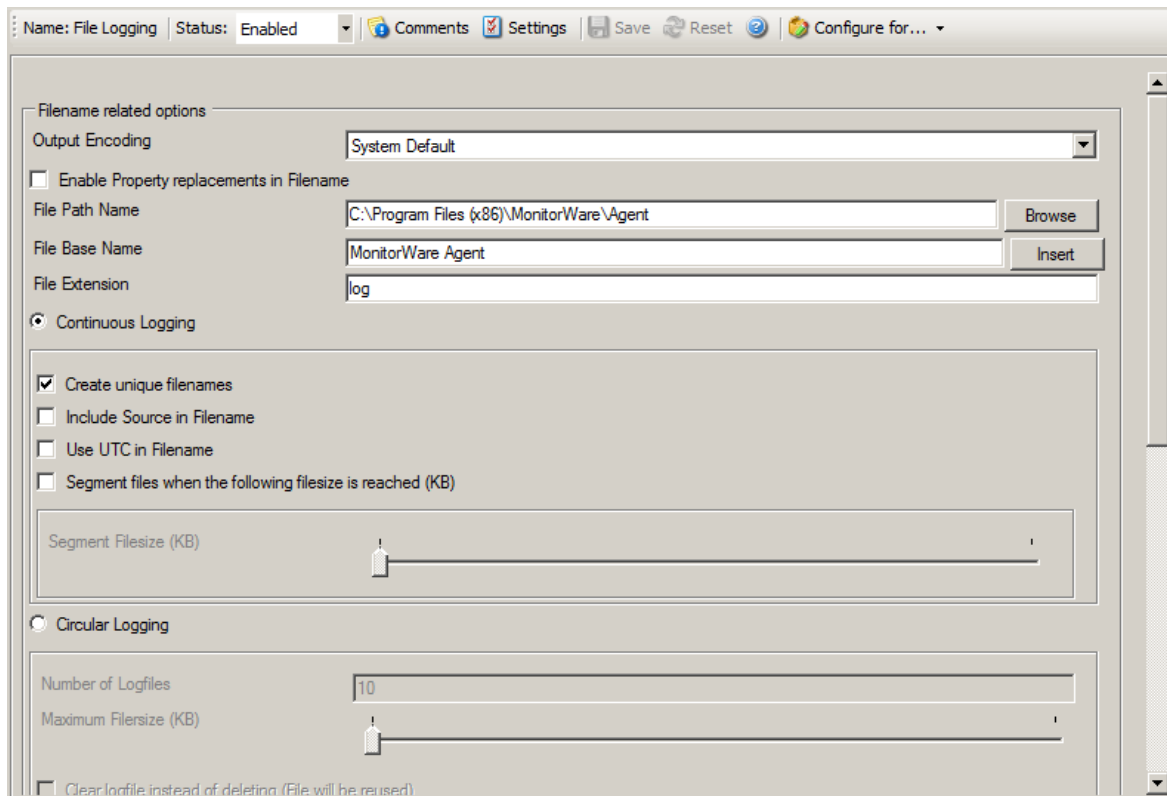 Name: File Logging Status: Enabled Comments Settings Save Reset Configure for...
Filename related options
Output Encoding System Default
Enable Property replacements in Filename
File Path Name C:\Program Files (x86)\MonitorWare\Agent Browse
File Base Name MonitorWare Agent Insert
File Extension log
Continuous Logging
Create unique filenames
Include Source in Filename
Use UTC in Filename
Segment files when the following filesize is reached (KB)
Segment Filesize (KB)
Circular Logging
Number of Logfiles 10
Maximum Filersize (KB)
Clear logfile instead of deleting (File will be reused)